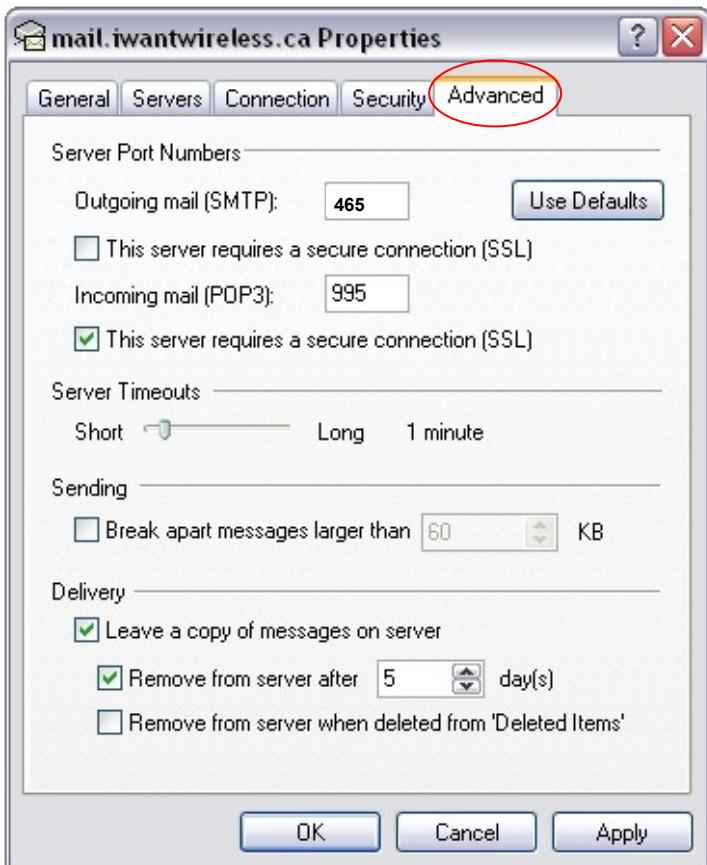 mail.iwantwireless.ca Properties ?
General Servers Connection Security Advanced
Server Port Numbers
Outgoing mail (SMTP): 465 Use Defaults
This server requires a secure connection (SSL)
Incoming mail (POP3): 995
This server requires a secure connection (SSL)
Server Timeouts
Short Long 1 minute
Sending
Break apart messages larger than 60 KB
Delivery
Leave a copy of messages on server
Remove from server after 5 day(s)
Remove from server when deleted from 'Deleted Items'
OK Cancel Apply